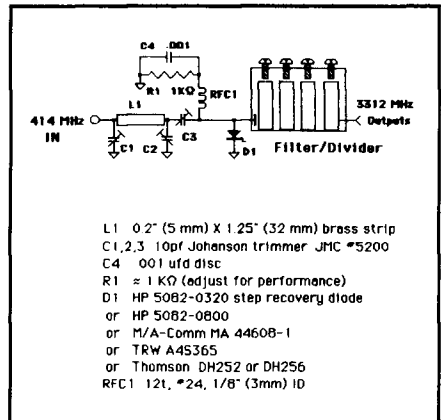 C4 .001
R1 1KΩ RFC1
L1
414 MHz
IN
C1 C2 C3
D1
3312 MHz
Outputs
Filter/Divider
L1 0.2" (5 mm) X 1.25" (32 mm) brass strip
C1,2,3 10pf Johanson trimmer JMC #5200
C4 .001 ufd disc
R1 ≈ 1 KΩ (adjust for performance)
D1 HP 5082-0320 step recovery diode
or HP 5082-0800
or M/A-Comm MA 44608-1
or TRW A4S365
or Thomson DH252 or DH256
RFC1 12t, #24, 1/8" (3mm) ID